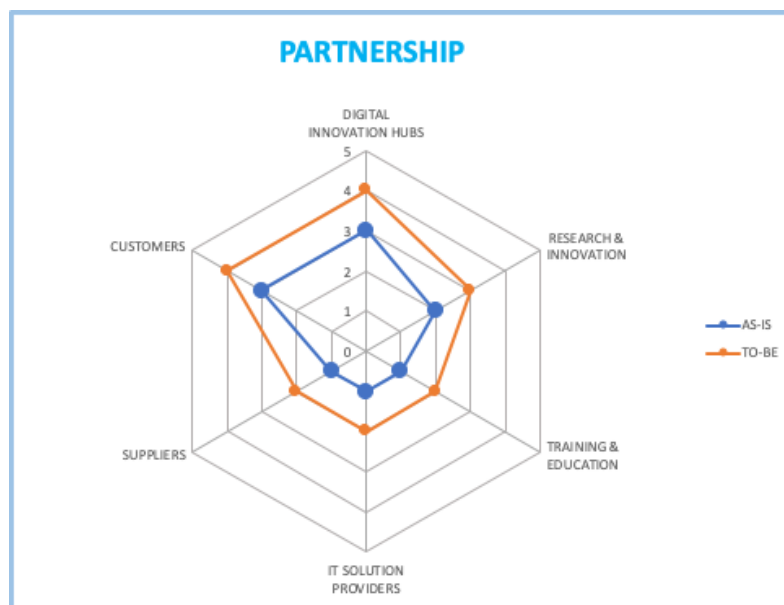 PARTNERSHIP
DIGITAL
INNOVATION HUBS
5
4
3
2
1
0
RESEARCH &
INNOVATION
TRAINING &
EDUCATION
IT SOLUTION
PROVIDERS
SUPPLIERS
CUSTOMERS
AS-IS
TO-BE